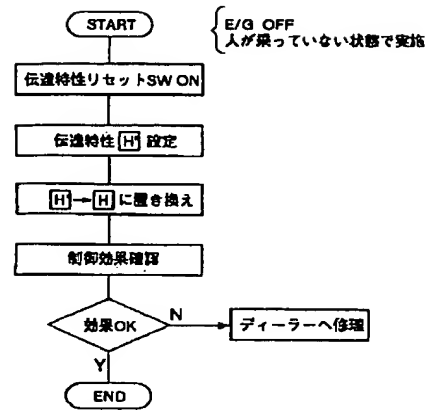 START
E/G OFF
人が乗っていない状態で実施
伝達特性リセットSW ON
伝達特性 H' 設定
H'→H に置き換え
制御効果確認
効果OK
N
ディーラーへ修理
Y
END